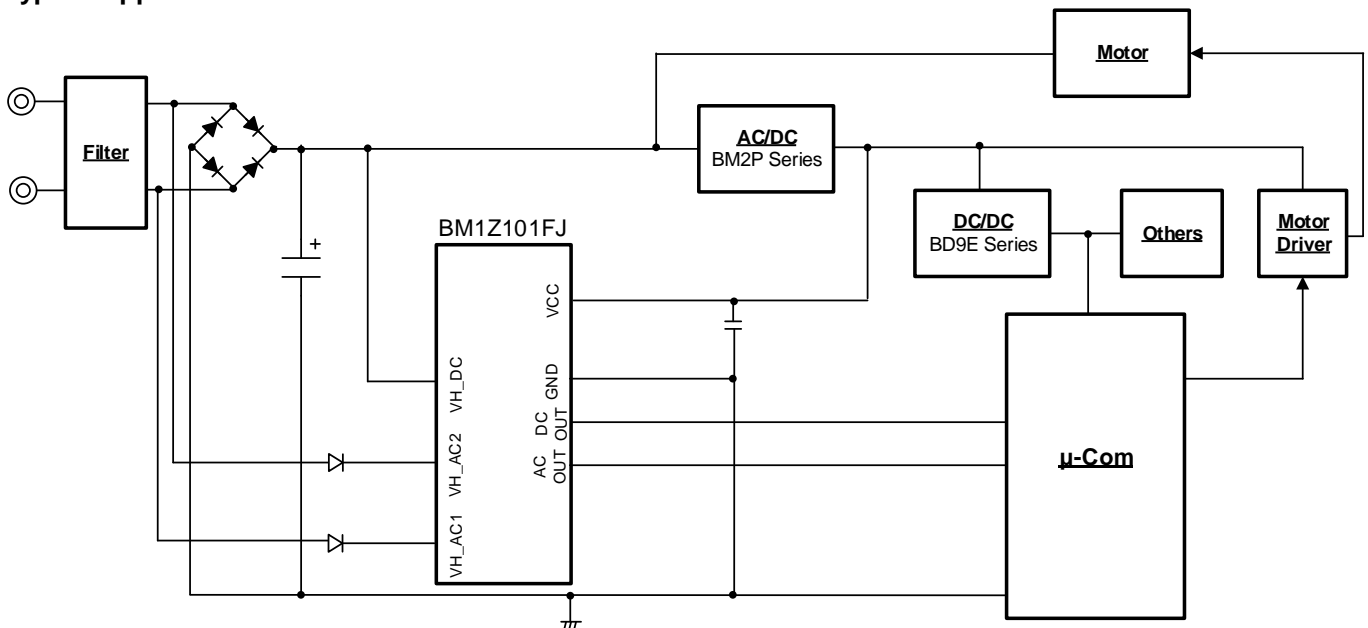 Motor
Filter
AC/DC
BM2P Series
BM1Z101FJ
DC/DC
BD9E Series
Others
Motor
Driver
+
VCC
VH_DC
GND
DC
OUT
VH_AC2
AC
OUT
VH_AC1
µ-Com